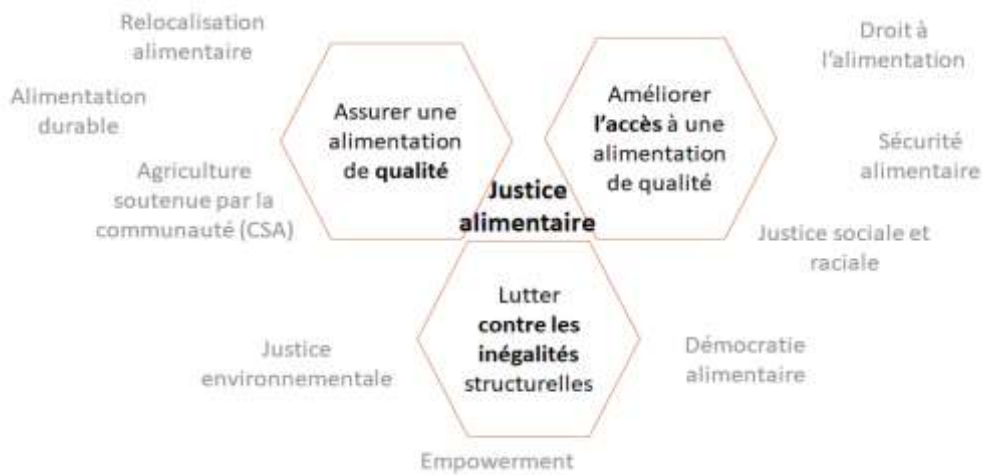 Relocalisation
alimentaire
Alimentation
durable
Agriculture
soutenue par la
communauté (CSA)
Assurer une
alimentation
de qualité
Améliorer
l'accès à une
alimentation
de qualité
Droit à
l'alimentation
Sécurité
alimentaire
Justice sociale et
raciale
Justice
alimentaire
Lutter
contre les
inégalités
structurelles
Justice
environnementale
Démocratie
alimentaire
Empowerment